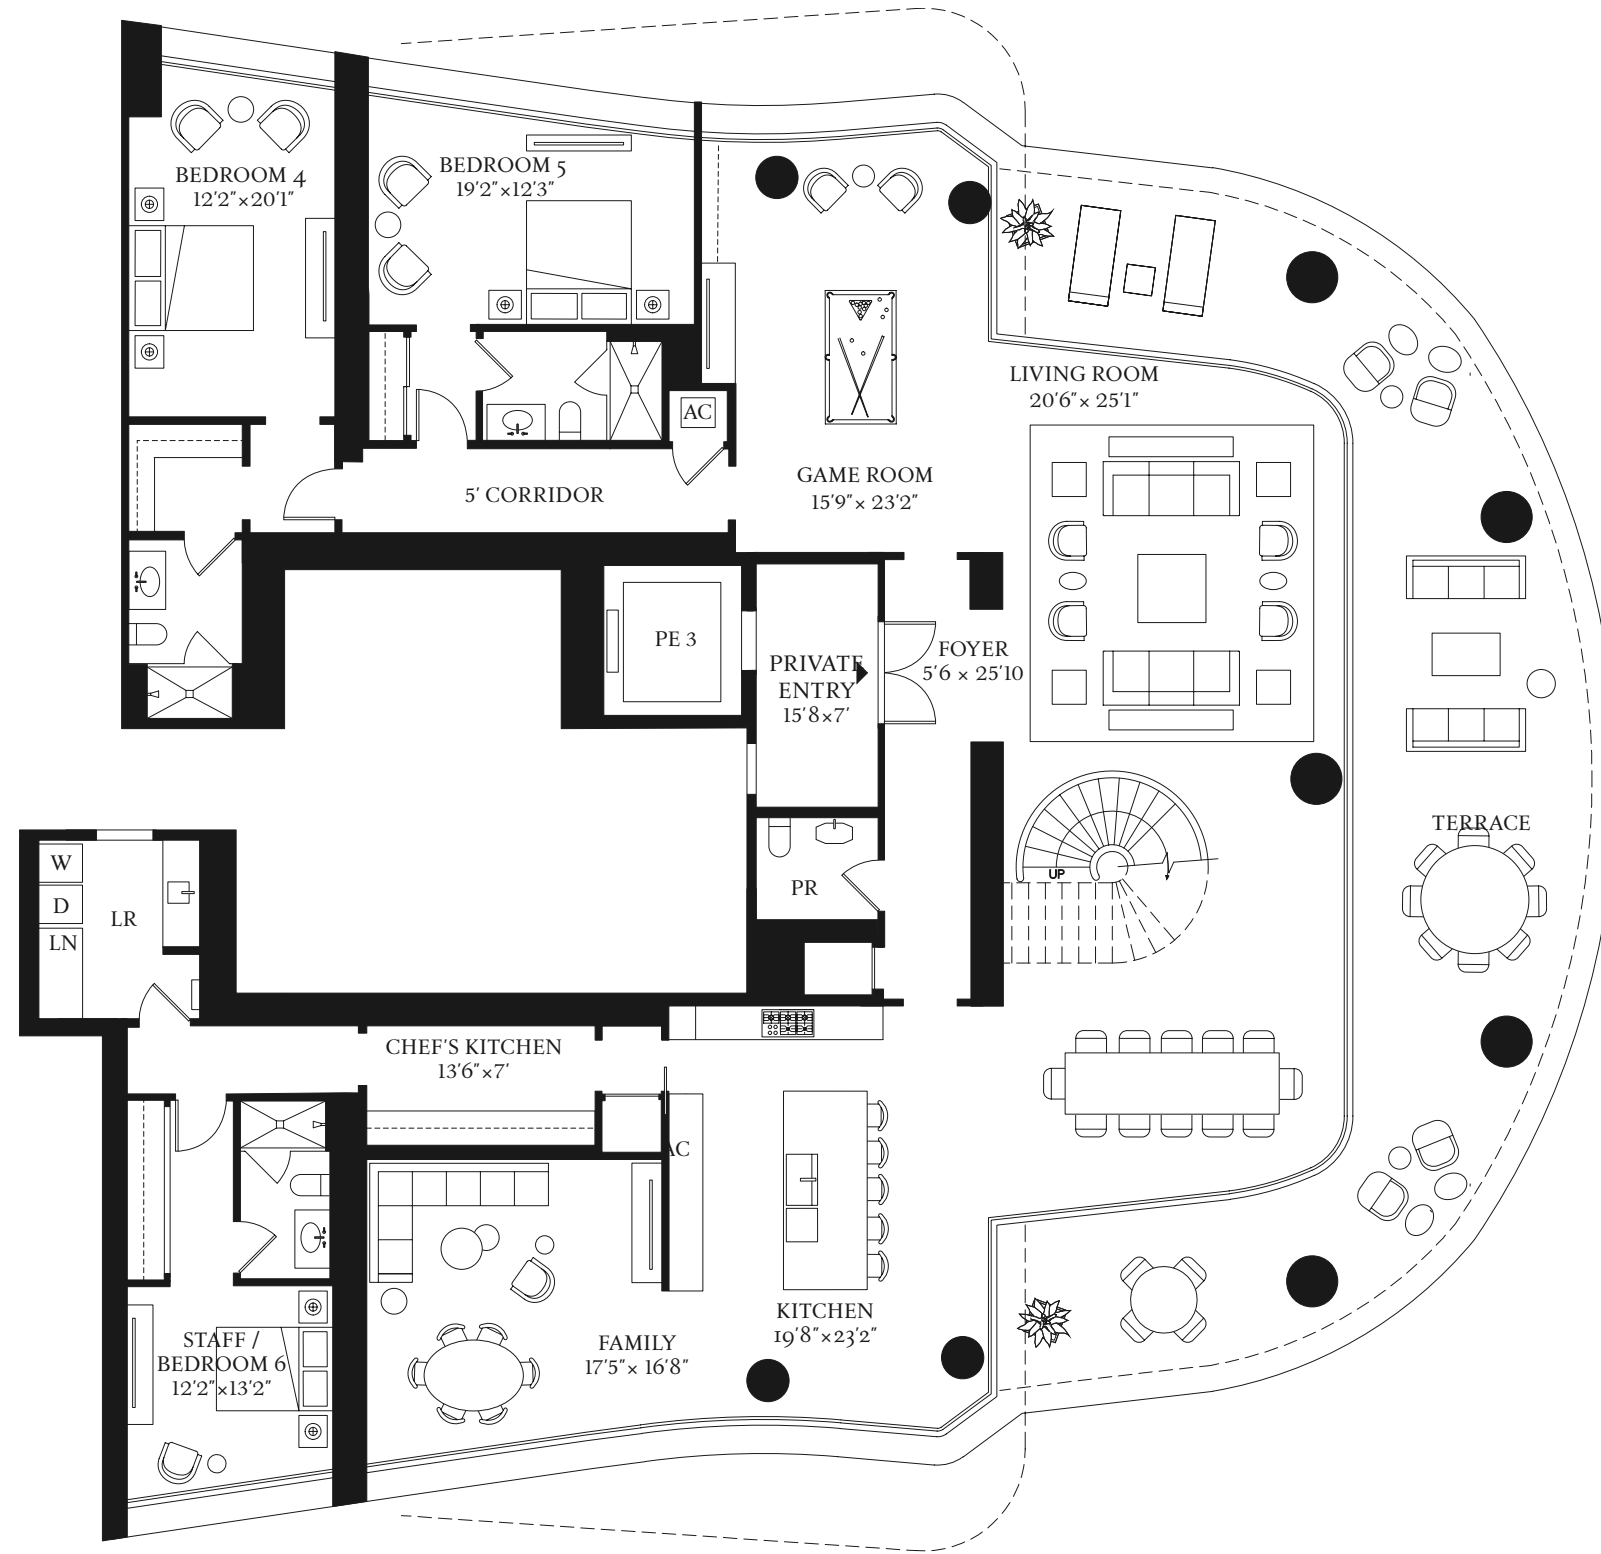 BEDROOM 4
12'2"×20'1"
BEDROOM 5
19'2"×12'3"
LIVING ROOM
20'6"× 25'1"
AC
GAME ROOM
15'9"× 23'2"
5' CORRIDOR
PE 3
PRIVATE
ENTRY
15'8×7'
FOYER
5'6 × 25'10
TERRACE
UP
PR
W
D
LN
LR
CHEF'S KITCHEN
13'6"×7'
AC
KITCHEN
19'8"×23'2"
FAMILY
17'5"× 16'8"
STAFF /
BEDROOM 6
12'2"×13'2"